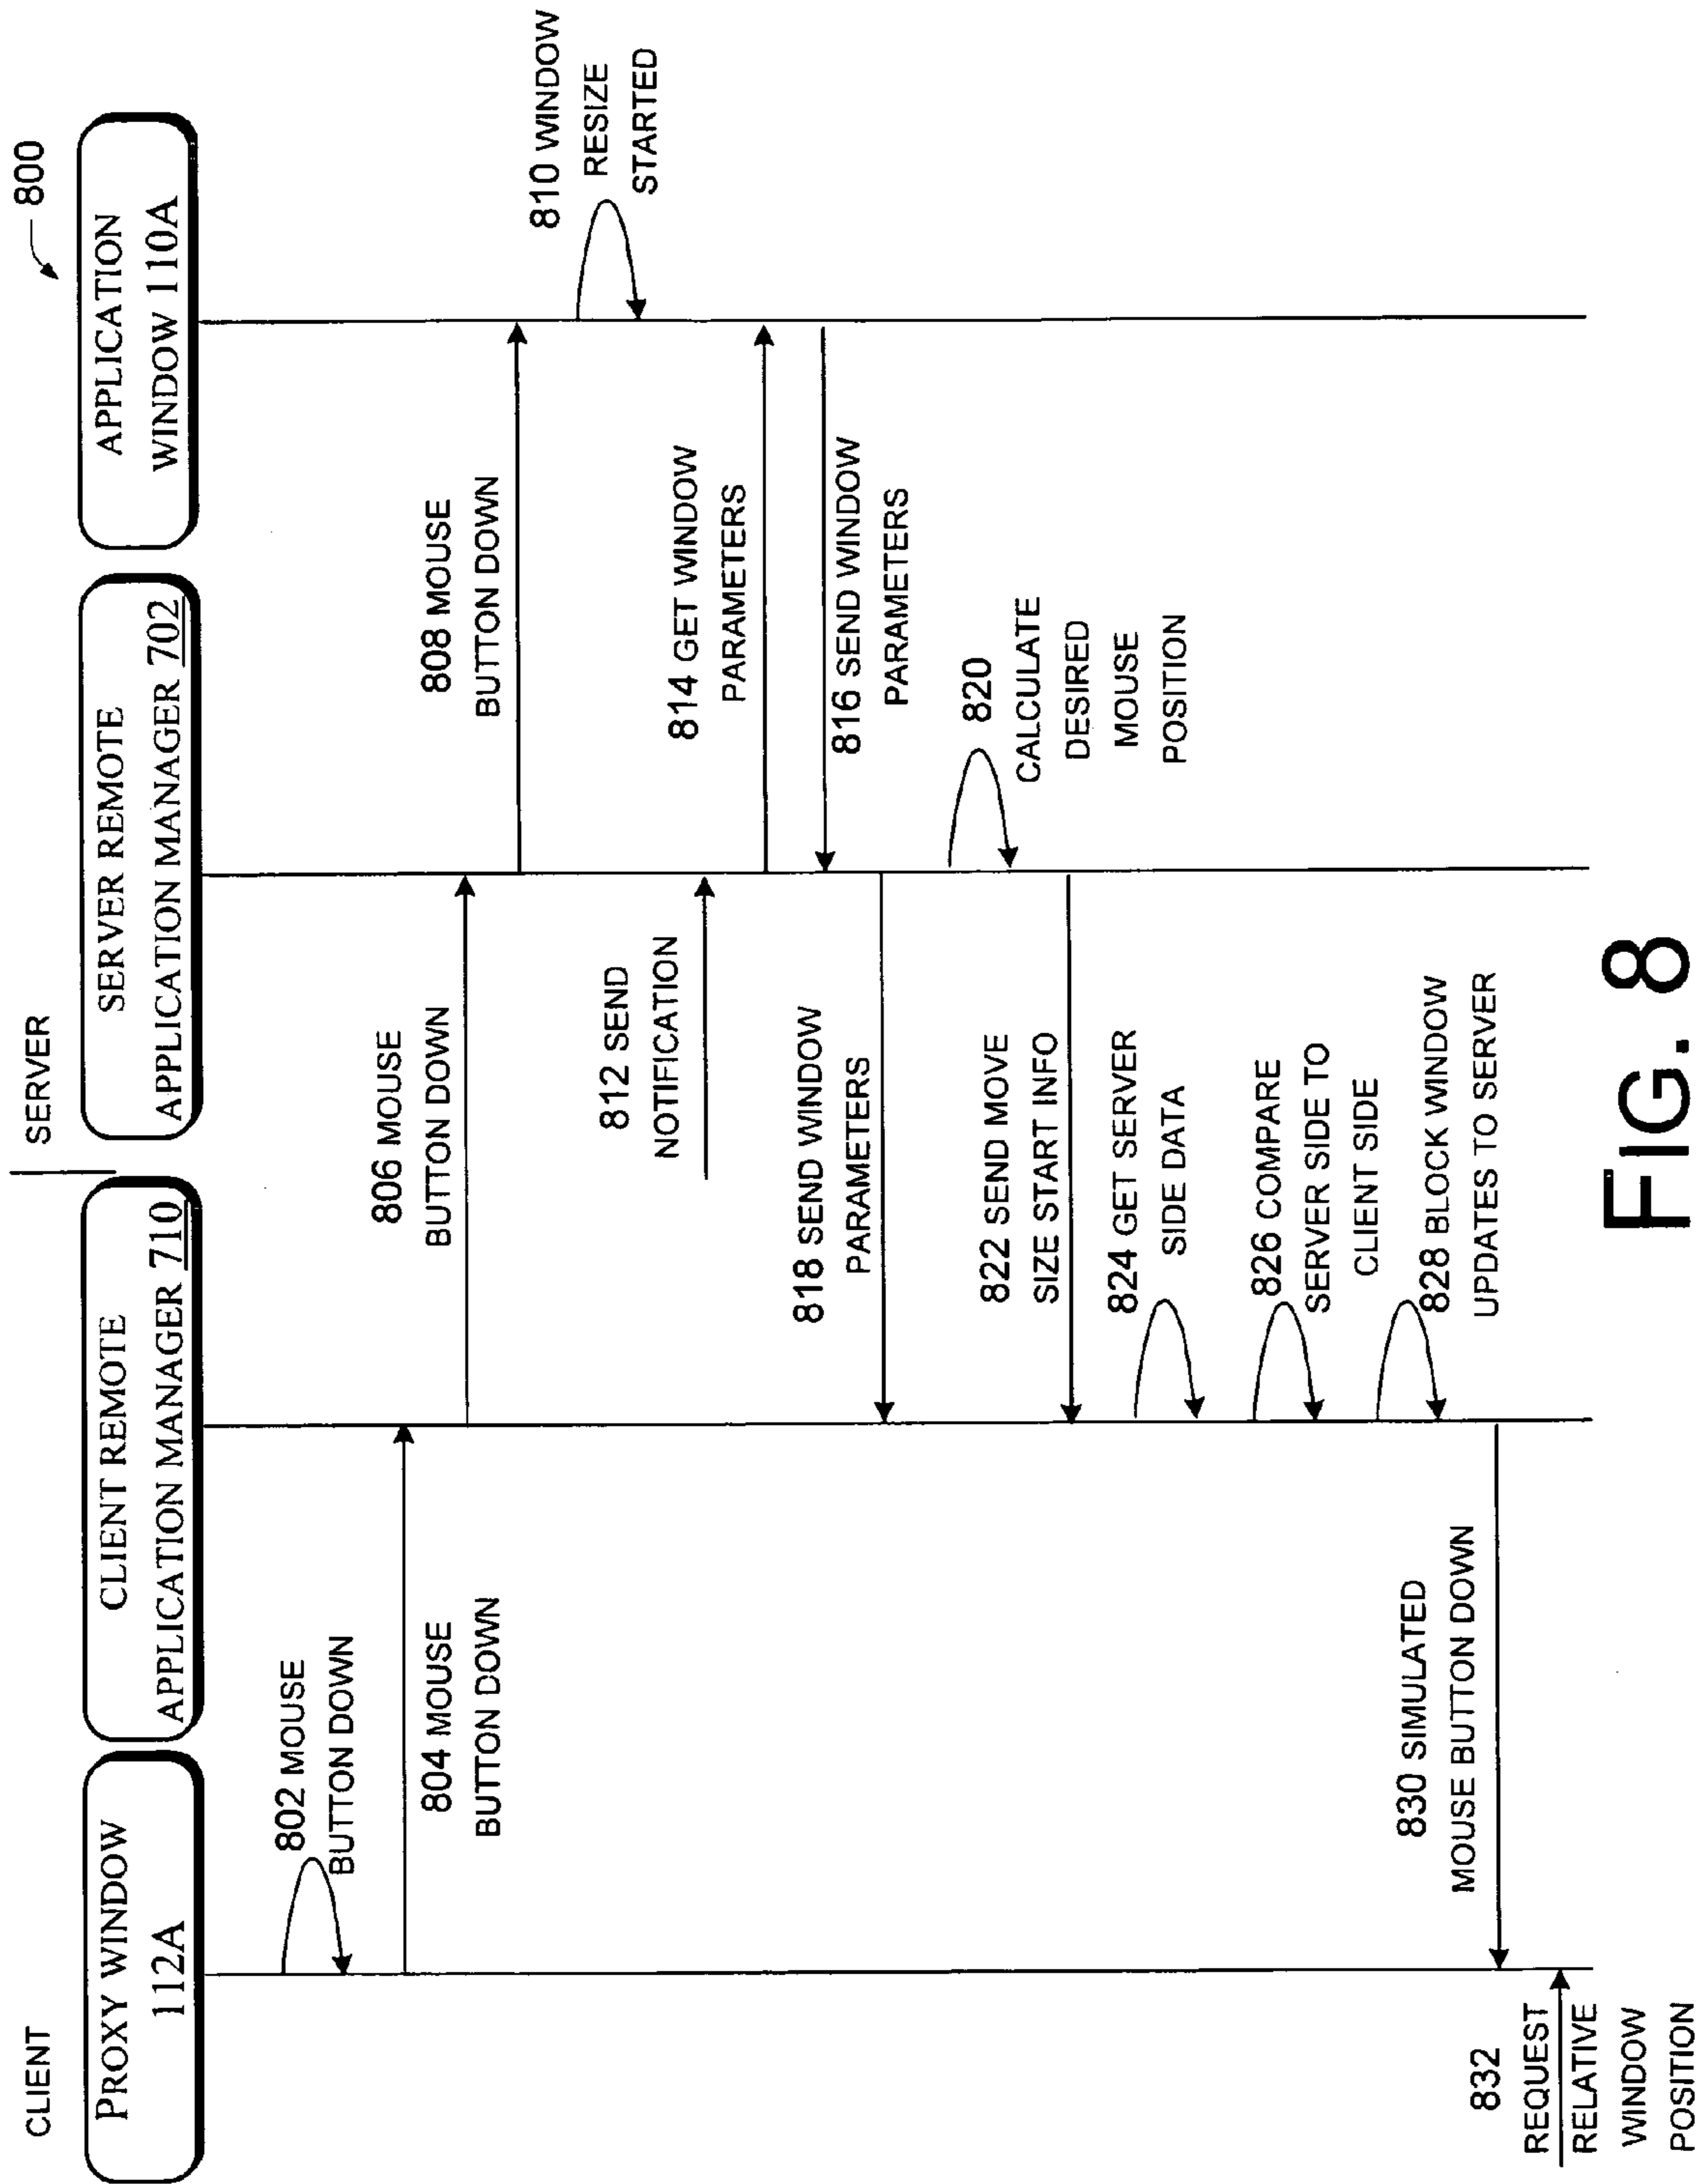 800
CLIENT
SERVER
PROXY WINDOW
112A
CLIENT REMOTE
APPLICATION MANAGER 710
SERVER REMOTE
APPLICATION MANAGER 702
APPLICATION
WINDOW 110A
802 MOUSE
BUTTON DOWN
804 MOUSE
BUTTON DOWN
806 MOUSE
BUTTON DOWN
808 MOUSE
BUTTON DOWN
810 WINDOW
RESIZE
STARTED
812 SEND
NOTIFICATION
814 GET WINDOW
PARAMETERS
816 SEND WINDOW
PARAMETERS
818 SEND WINDOW
PARAMETERS
820
CALCULATE
DESIRED
MOUSE
POSITION
822 SEND MOVE
SIZE START INFO
824 GET SERVER
SIDE DATA
826 COMPARE
SERVER SIDE TO
CLIENT SIDE
828 BLOCK WINDOW
UPDATES TO SERVER
830 SIMULATED
MOUSE BUTTON DOWN
832
REQUEST
RELATIVE
WINDOW
POSITION
FIG. 8